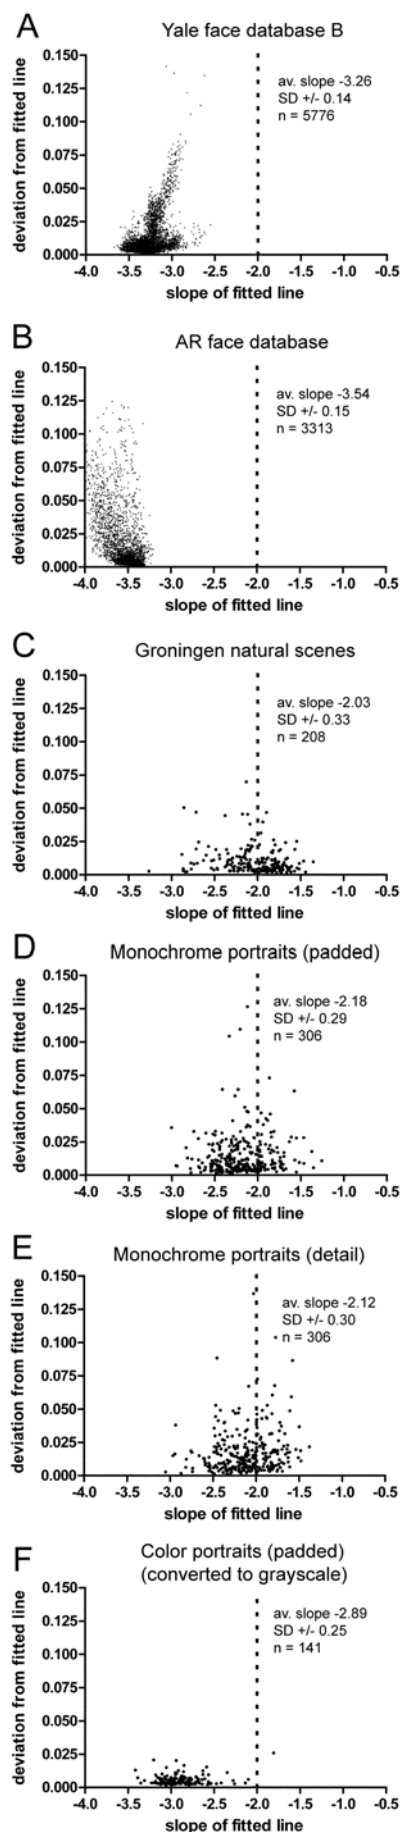 A
Yale face database B
deviation from fitted line
0.150
0.125
0.100
0.075
0.050
0.025
0.000
av. slope -3.26
SD +/- 0.14
n = 5776
-4.0 -3.5 -3.0 -2.5 -2.0 -1.5 -1.0 -0.5
slope of fitted line
B
AR face database
deviation from fitted line
0.150
0.125
0.100
0.075
0.050
0.025
0.000
av. slope -3.54
SD +/- 0.15
n = 3313
-4.0 -3.5 -3.0 -2.5 -2.0 -1.5 -1.0 -0.5
slope of fitted line
C
Groningen natural scenes
deviation from fitted line
0.150
0.125
0.100
0.075
0.050
0.025
0.000
av. slope -2.03
SD +/- 0.33
n = 208
-4.0 -3.5 -3.0 -2.5 -2.0 -1.5 -1.0 -0.5
slope of fitted line
D
Monochrome portraits (padded)
deviation from fitted line
0.150
0.125
0.100
0.075
0.050
0.025
0.000
av. slope -2.18
SD +/- 0.29
n = 306
-4.0 -3.5 -3.0 -2.5 -2.0 -1.5 -1.0 -0.5
slope of fitted line
E
Monochrome portraits (detail)
deviation from fitted line
0.150
0.125
0.100
0.075
0.050
0.025
0.000
av. slope -2.12
SD +/- 0.30
n = 306
-4.0 -3.5 -3.0 -2.5 -2.0 -1.5 -1.0 -0.5
slope of fitted line
F
Color portraits (padded)
(converted to grayscale)
deviation from fitted line
0.150
0.125
0.100
0.075
0.050
0.025
0.000
av. slope -2.89
SD +/- 0.25
n = 141
-4.0 -3.5 -3.0 -2.5 -2.0 -1.5 -1.0 -0.5
slope of fitted line